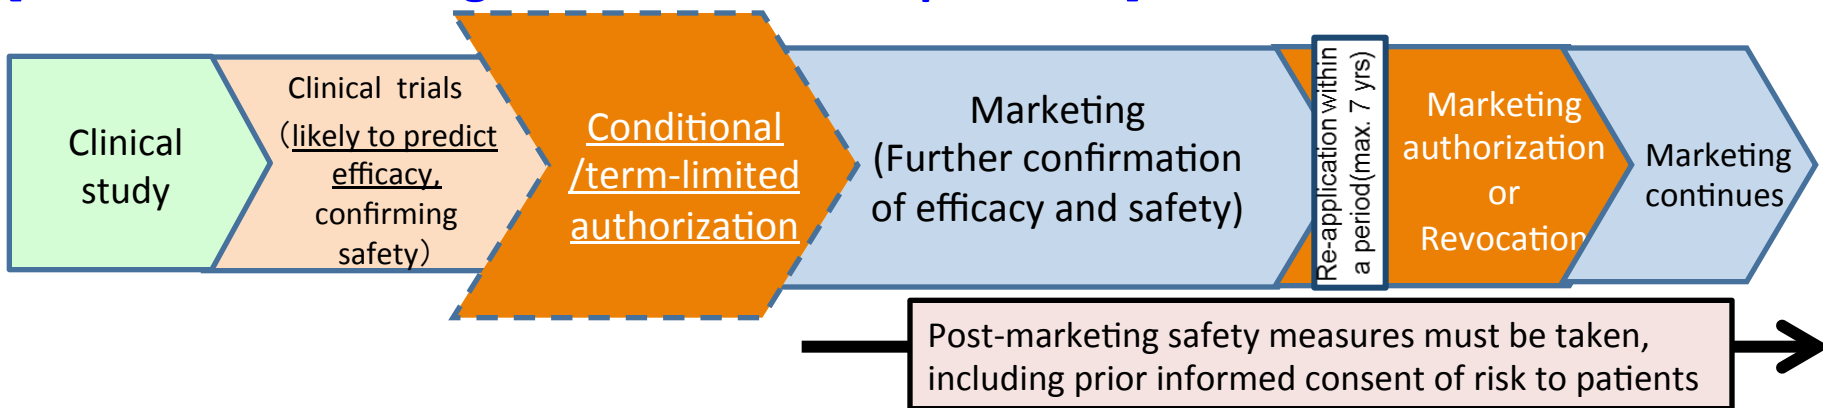 Clinical
study
Clinical trials
（likely to predict
efficacy,
confirming
safety）
Conditional
/term-limited
authorization
Marketing
(Further confirmation
of efficacy and safety)
Re-application within
a period(max. 7 yrs)
Marketing
authorization
or
Revocation
Marketing
continues
Post-marketing safety measures must be taken,
including prior informed consent of risk to patients